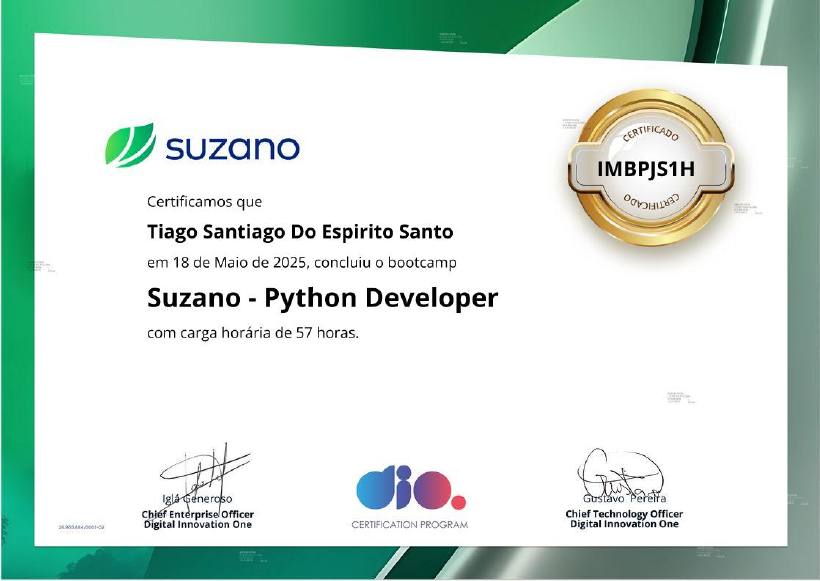 suzano
CERTIFICADO
IMBPJS1H
CERTIFICADO
Certificamos que
Tiago Santiago Do Espirito Santo
em 18 de Maio de 2025, concluiu o bootcamp
Suzano - Python Developer
com carga horária de 57 horas.
Iglá Generoso
Chief Enterprise Officer
Digital Innovation One
dio.
CERTIFICATION PROGRAM
Gustavo Pereira
Chief Technology Officer
Digital Innovation One